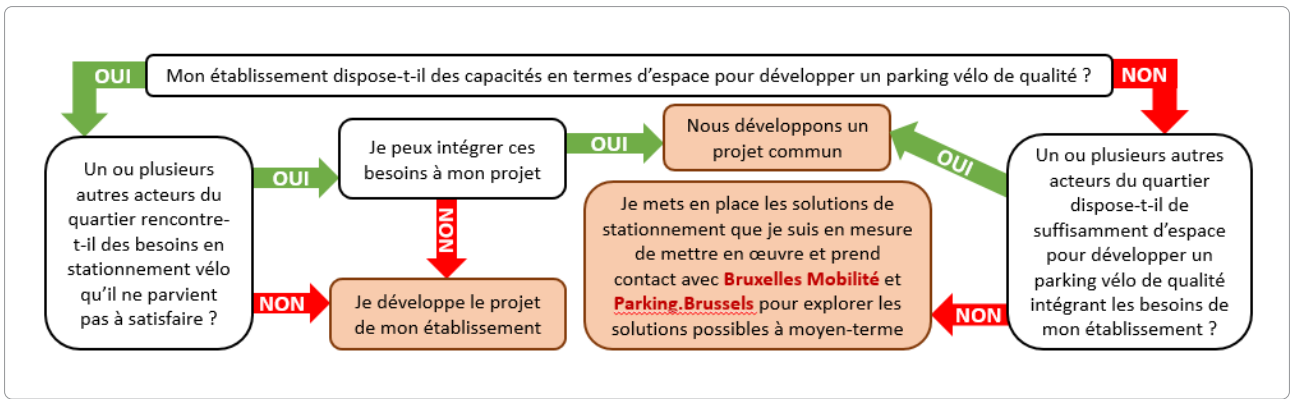 OUI
Mon établissement dispose-t-il des capacités en termes d’espace pour développer un parking vélo de qualité ?
NON
Un ou plusieurs
autres acteurs du
quartier rencontre-
t-il des besoins en
stationnement vélo
qu’il ne parvient
pas à satisfaire ?
OUI
Je peux intégrer ces
besoins à mon projet
OUI
Nous développons un
projet commun
OUI
Un ou plusieurs autres
acteurs du quartier
dispose-t-il de
suffisamment d’espace
pour développer un
parking vélo de qualité
intégrant les besoins de
mon établissement ?
NON
NON
Je développe le projet
de mon établissement
Je mets en place les solutions de
stationnement que je suis en mesure
de mettre en œuvre et prend
contact avec Bruxelles Mobilité et
Parking.Brussels pour explorer les
solutions possibles à moyen-terme
NON